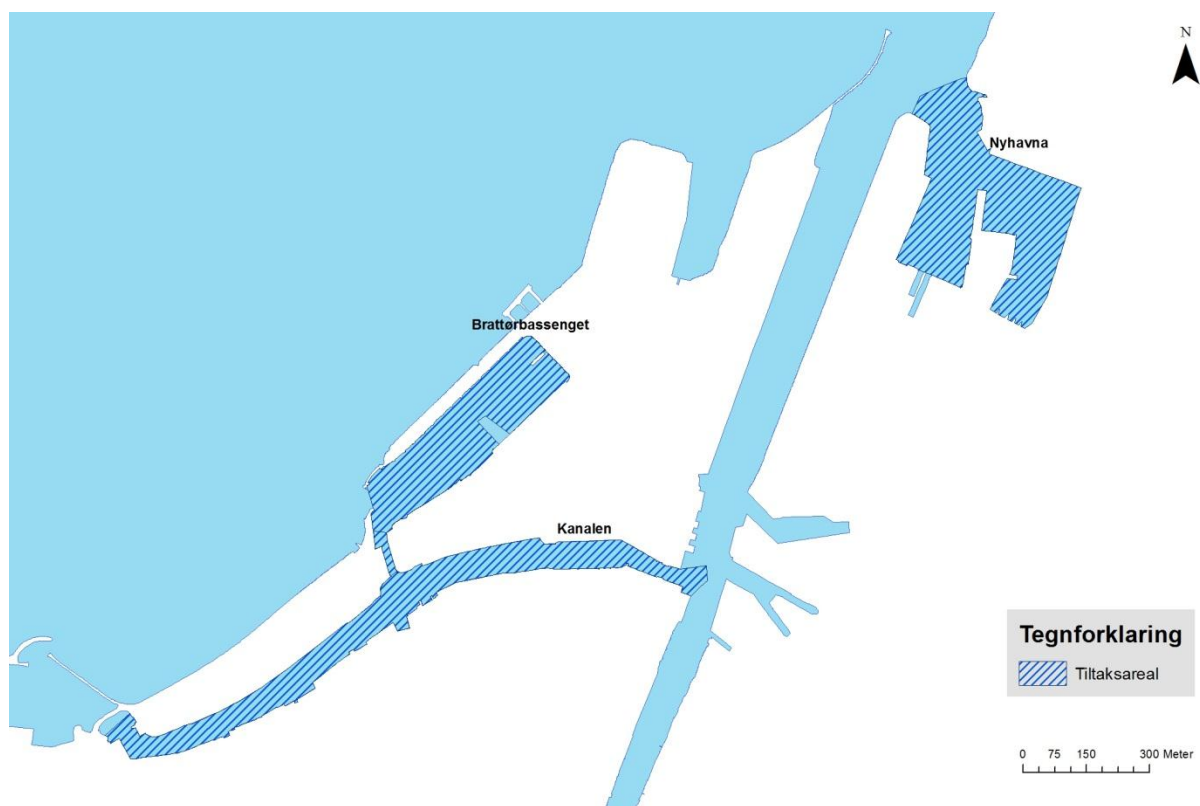 N
Nyhavna
Brattørbassenget
Kanalen
Tegnforklaring
Tiltaksareal
0 75 150 300 Meter